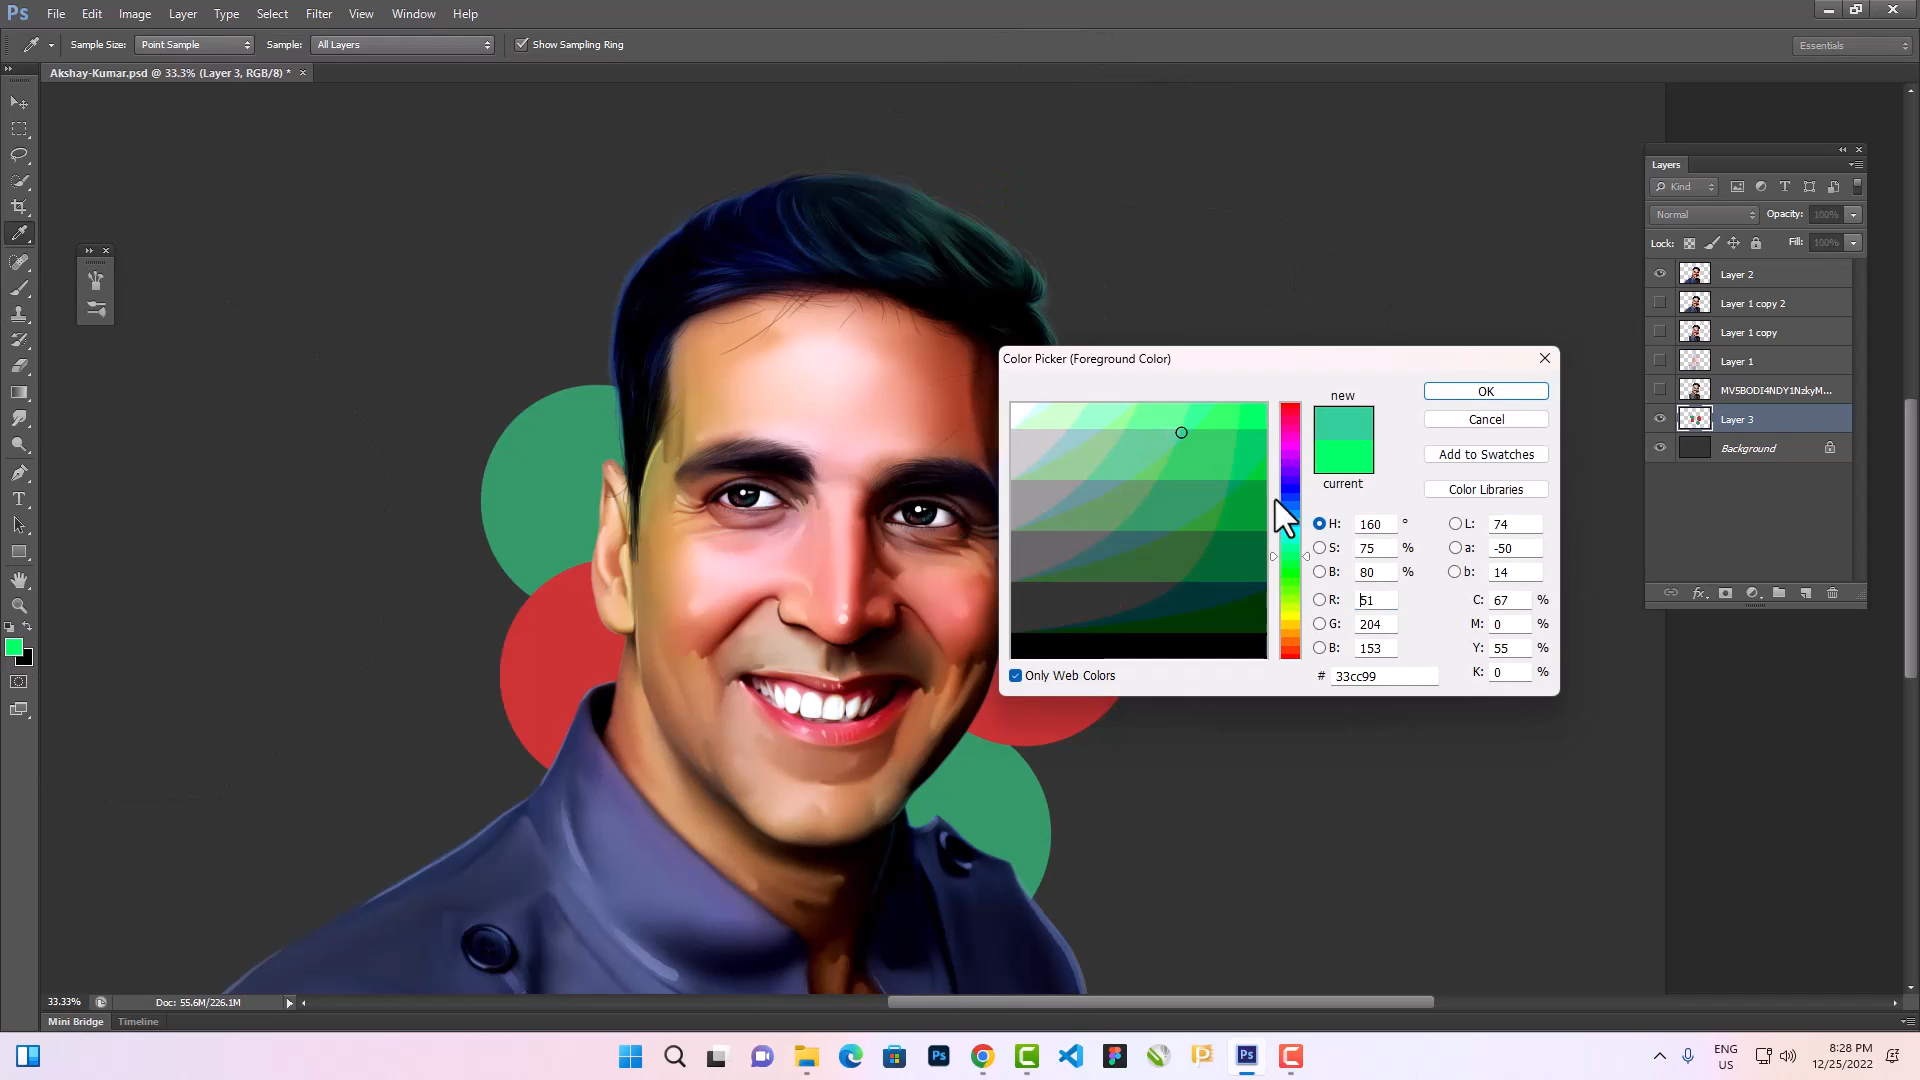 Ps File Edit Image Layer Type Select Filter View Window Help
Sample Size: Point Sample Sample: All Layers Show Sampling Ring Essentials
Akshay-Kumar.psd @ 33.3% (Layer 3, RGB/8) * ×
Layers
Kind
Normal Opacity: 100%
Lock: Fill: 100%
Layer 2
Layer 1 copy 2
Layer 1 copy
Layer 1
MV5BODI4NDY1NzkyM...
Layer 3
Background
Color Picker (Foreground Color)
new
current
OK
Cancel
Add to Swatches
Color Libraries
H: 160 ° L: 74
S: 75 % a: -50
B: 80 % b: 14
R: 51 C: 67 %
G: 204 M: 0 %
B: 153 Y: 55 %
# 33cc99 K: 0 %
Only Web Colors
33.33% Doc: 55.6M/226.1M
Mini Bridge Timeline
Ps Ps
ENG
US
8:28 PM
12/25/2022